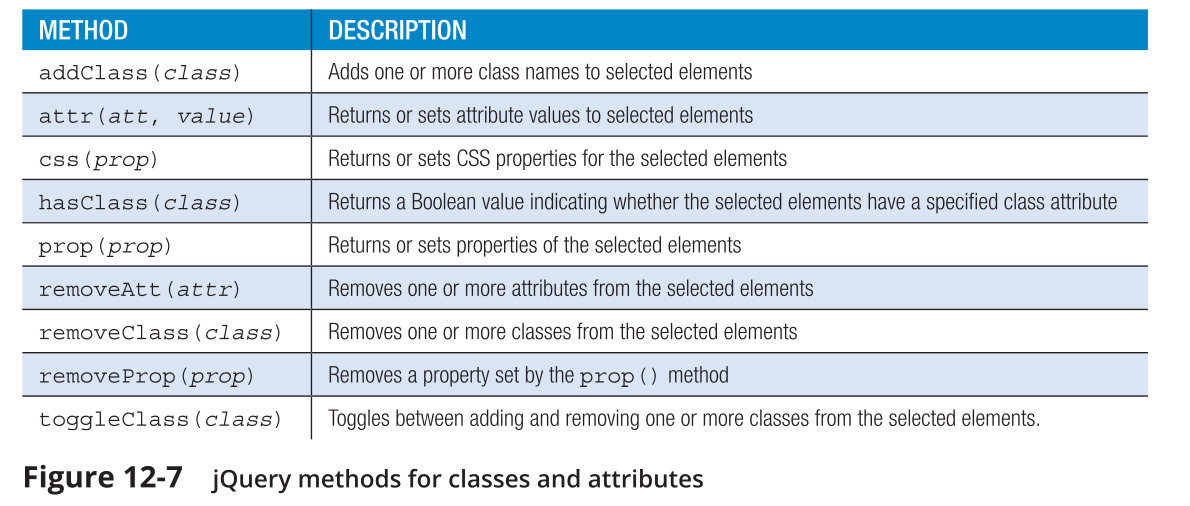 METHOD DESCRIPTION
addClass(class) Adds one or more class names to selected elements
attr(att, value) Returns or sets attribute values to selected elements
css(prop) Returns or sets CSS properties for the selected elements
hasClass(class) Returns a Boolean value indicating whether the selected elements have a specified class attribute
prop(prop) Returns or sets properties of the selected elements
removeAtt(attr) Removes one or more attributes from the selected elements
removeClass(class) Removes one or more classes from the selected elements
removeProp(prop) Removes a property set by the prop() method
toggleClass(class) Toggles between adding and removing one or more classes from the selected elements.
Figure 12-7 jQuery methods for classes and attributes